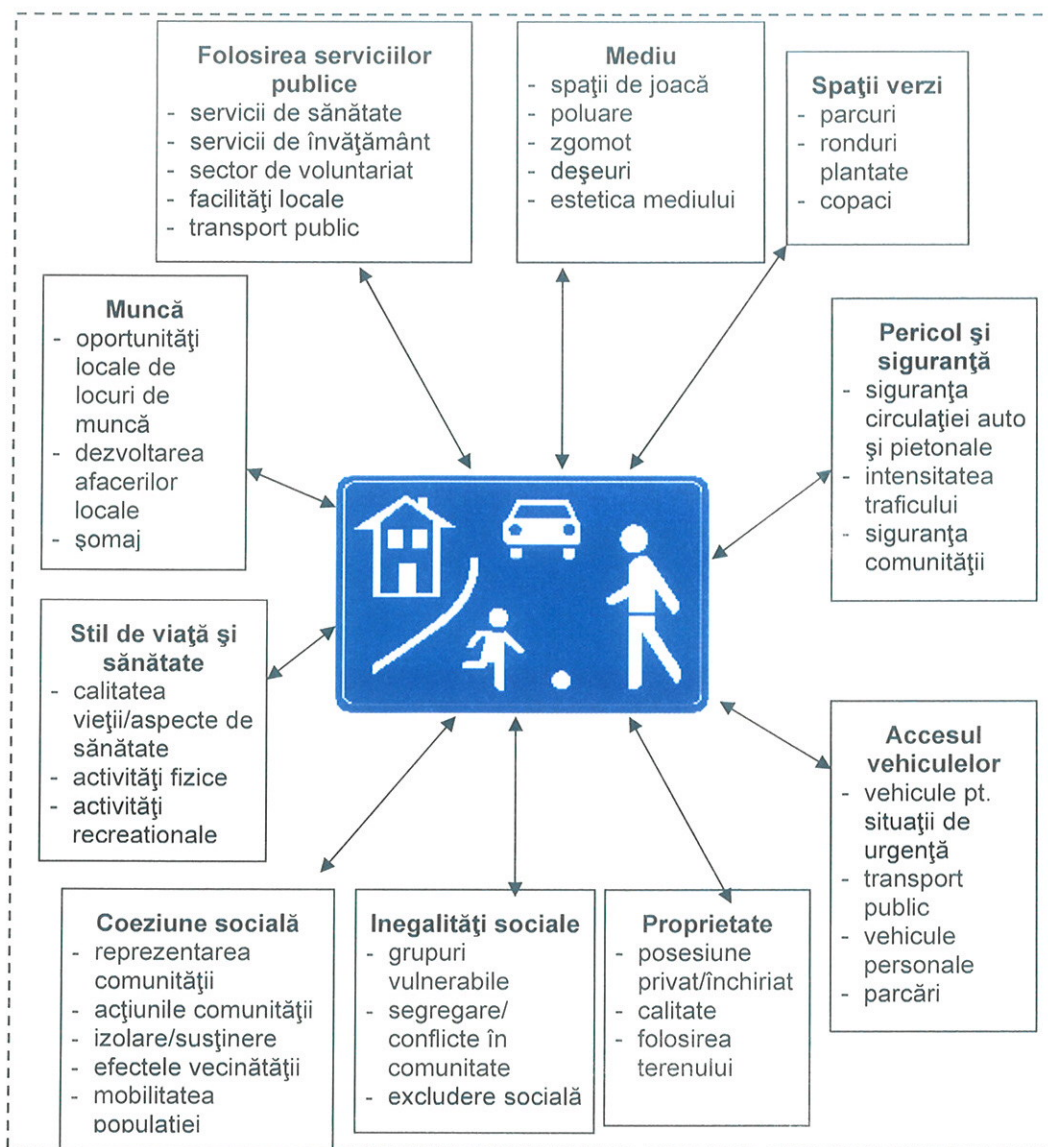 Folosirea serviciilor
publice
- servicii de sănătate
- servicii de învăţământ
- sector de voluntariat
- facilităţi locale
- transport public
Mediu
- spaţii de joacă
- poluare
- zgomot
- deşeuri
- estetica mediului
Spaţii verzi
- parcuri
- ronduri
plantate
- copaci
Muncă
- oportunităţi
locale de
locuri de
muncă
- dezvoltarea
afacerilor
locale
- şomaj
Pericol şi
siguranţă
- siguranţa
circulaţiei auto
şi pietonale
- intensitatea
traficului
- siguranţa
comunităţii
Stil de viaţă şi
sănătate
- calitatea
vieţii/aspecte de
sănătate
- activităţi fizice
- activităţi
recreationale
Accesul
vehiculelor
- vehicule pt.
situaţii de
urgenţă
- transport
public
- vehicule
personale
- parcări
Coeziune socială
- reprezentarea
comunităţii
- acţiunile comunităţii
- izolare/susţinere
- efectele vecinătăţii
- mobilitatea
populaţiei
Inegalităţi sociale
- grupuri
vulnerabile
- segregare/
conflicte în
comunitate
- excludere socială
Proprietate
- posesiune
privat/închiriat
- calitate
- folosirea
terenului